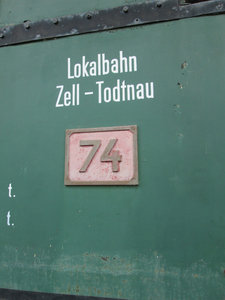 Lokalbahn
Zell – Todtnau
74
t.
t.